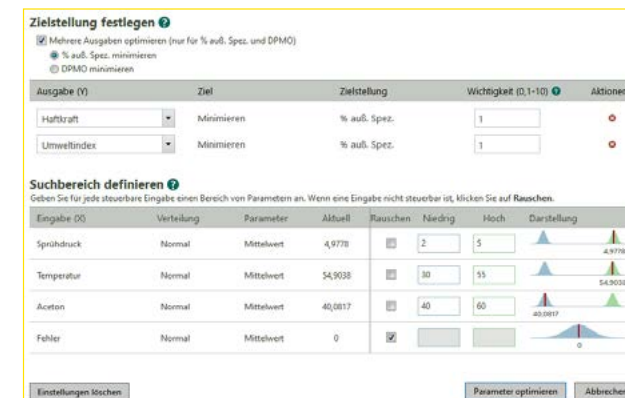 Zielstellung festlegen ?
Mehrere Ausgaben optimieren (nur für % auß. Spez. und DPMO)
% auß. Spez. minimieren
DPMO minimieren
Ausgabe (Y) Ziel Zielstellung Wichtigkeit (0,1-10) ? Aktionen
Haftkraft Minimieren % auß. Spez. 1
Umweltindex Minimieren % auß. Spez. 1
Suchbereich definieren ?
Geben Sie für jede steuerbare Eingabe einen Bereich von Parametern an. Wenn eine Eingabe nicht steuerbar ist, klicken Sie auf Rauschen.
Eingabe (X) Verteilung Parameter Aktuell Rauschen Niedrig Hoch Darstellung
Sprühdruck Normal Mittelwert 4,9778 2 5
4,9778
Temperatur Normal Mittelwert 54,9038 30 55
54,9038
Aceton Normal Mittelwert 40,0817 40 60
40,0817
Fehler Normal Mittelwert 0
0
Einstellungen löschen Parameter optimieren Abbrechen